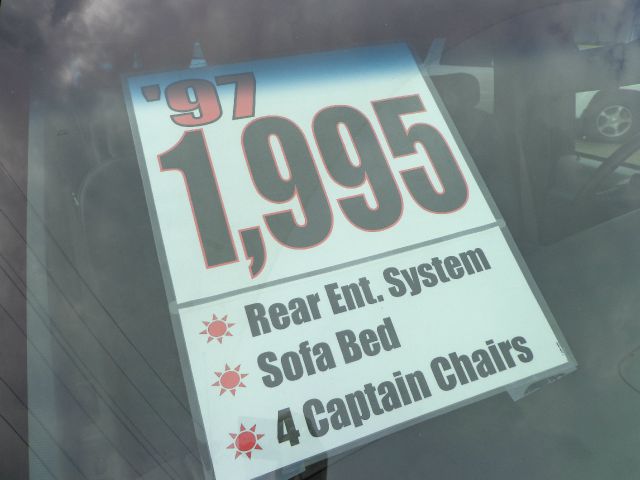 '97
1,995
Rear Ent. System
Sofa Bed
4 Captain Chairs